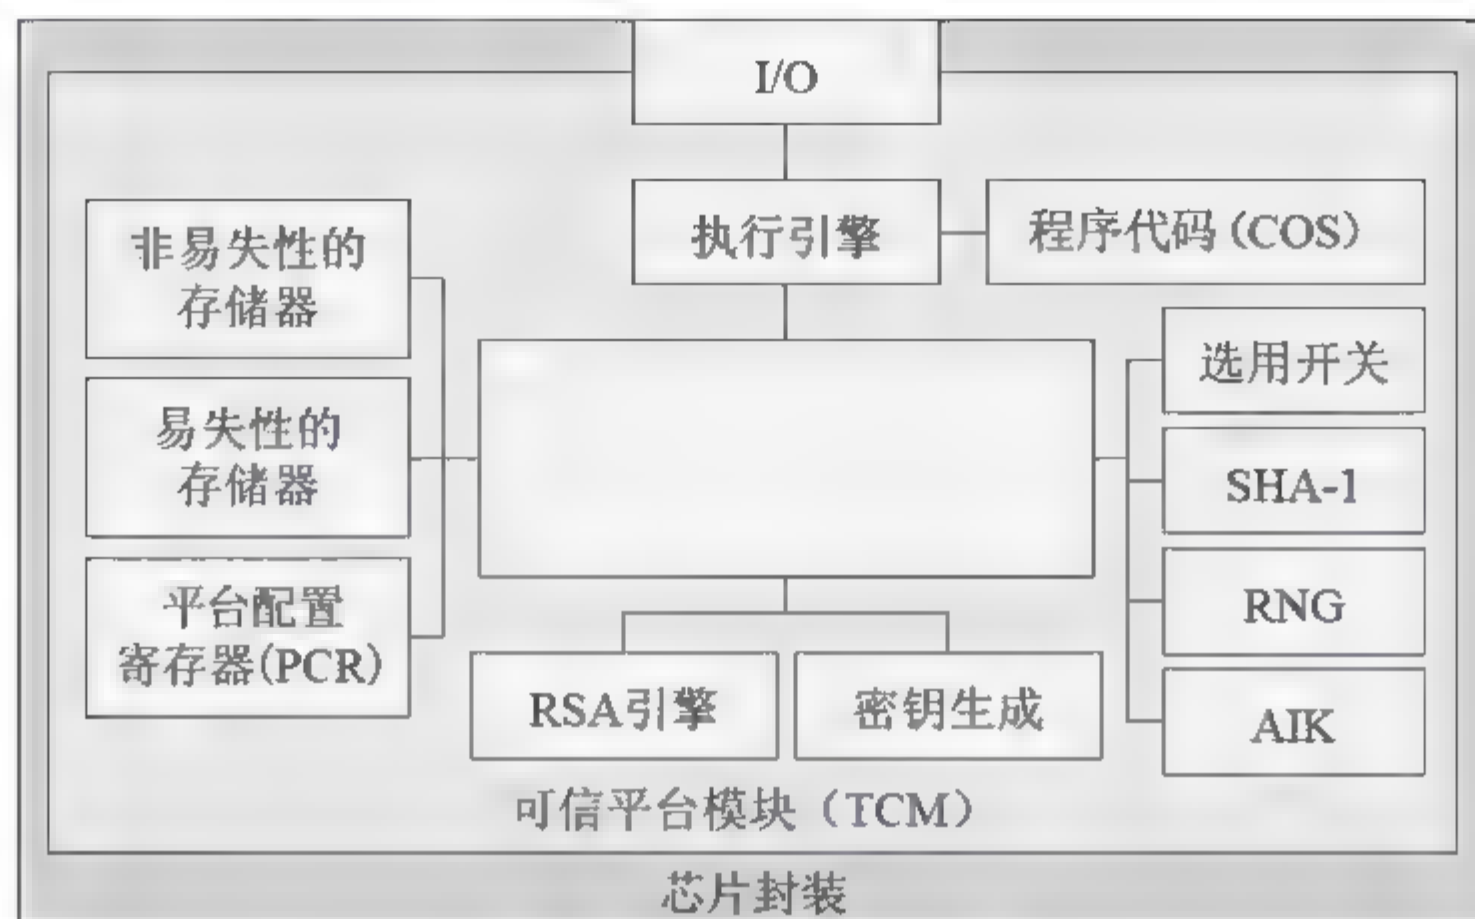 I/O
执行引擎
程序代码(COS)
非易失性的
存储器
易失性的
存储器
平台配置
寄存器(PCR)
选用开关
SHA-1
RNG
AIK
RSA引擎
密钥生成
可信平台模块（TCM）
芯片封装